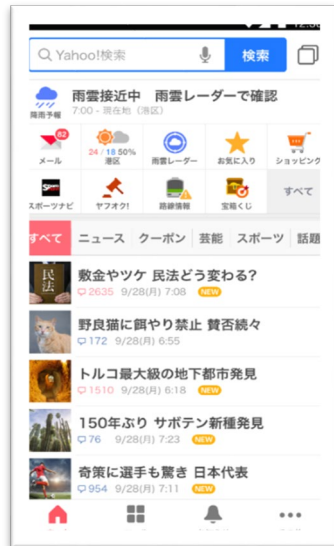 Yahoo!検索
検索
雨雲接近中 雨雲レーダーで確認
降雨予報
7:00 - 現在地（港区）
82
メール
24 / 18 50%
港区
雨雲レーダー
お気に入り
ショッピング
スポーツナビ
ヤフオク!
路線情報
宝箱くじ
すべて
すべて ニュース クーポン 芸能 スポーツ 話題
民法
敷金やツケ 民法どう変わる?
2635 9/28(月) 7:08 NEW
野良猫に餌やり禁止 賛否続々
172 9/28(月) 6:55
トルコ最大級の地下都市発見
1510 9/28(月) 6:18 NEW
150年ぶり サボテン新種発見
76 9/28(月) 7:23 NEW
奇策に選手も驚き 日本代表
954 9/28(月) 7:11 NEW